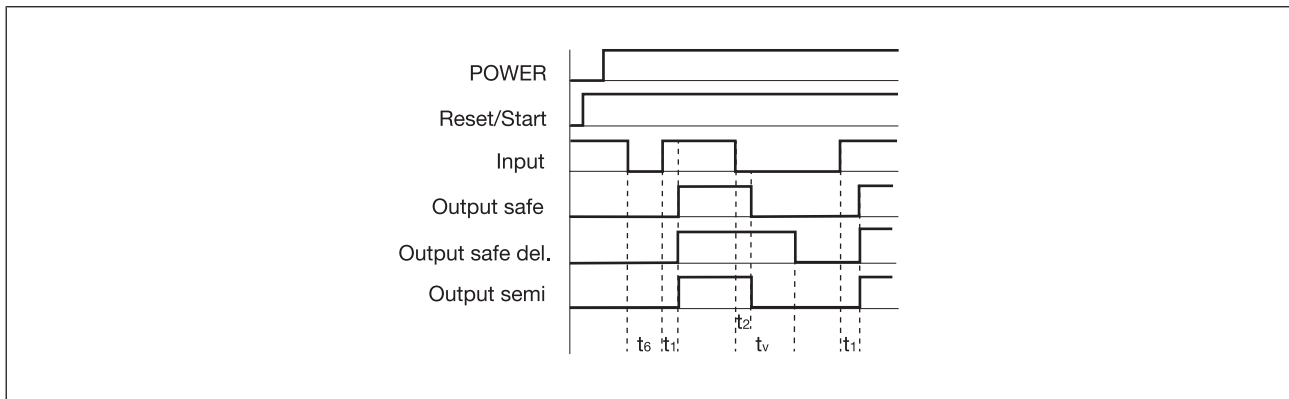 POWER
Reset/Start
Input
Output safe
Output safe del.
Output semi
t2
t6 t1 tv t1